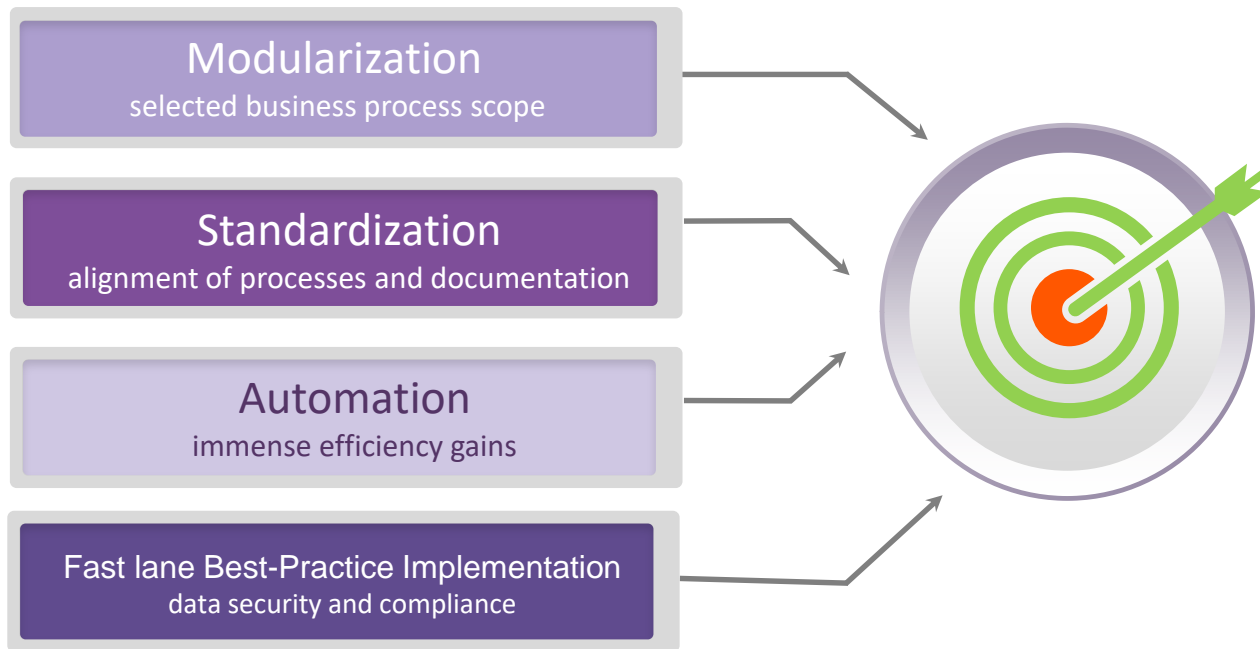 Modularization
selected business process scope
Standardization
alignment of processes and documentation
Automation
immense efficiency gains
Fast lane Best-Practice Implementation
data security and compliance